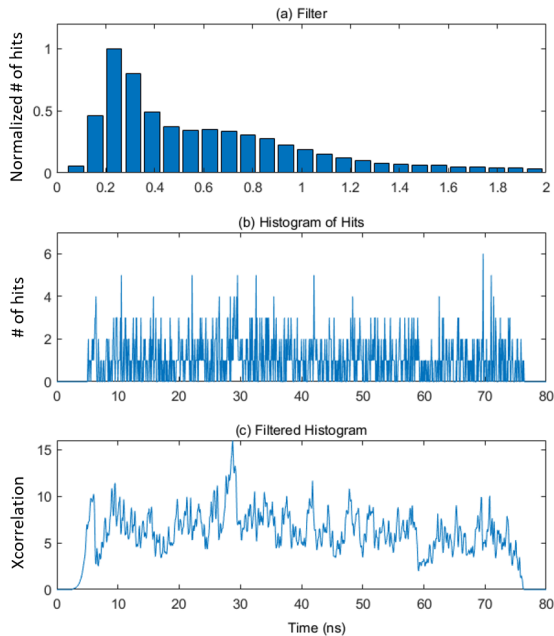 (a) Filter
Normalized # of hits
1
0.5
0
0 0.2 0.4 0.6 0.8 1 1.2 1.4 1.6 1.8 2
(b) Histogram of Hits
# of hits
6
4
2
0
0 10 20 30 40 50 60 70 80
(c) Filtered Histogram
Xcorrelation
15
10
5
0
0 10 20 30 40 50 60 70 80
Time (ns)